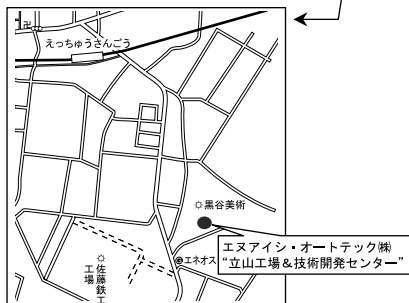 えっちゅうさんごう
黒谷美術
エヌアイシ・オートテック㈱
“立山工場＆技術開発センター”
エネオス
佐藤鉄工
工場